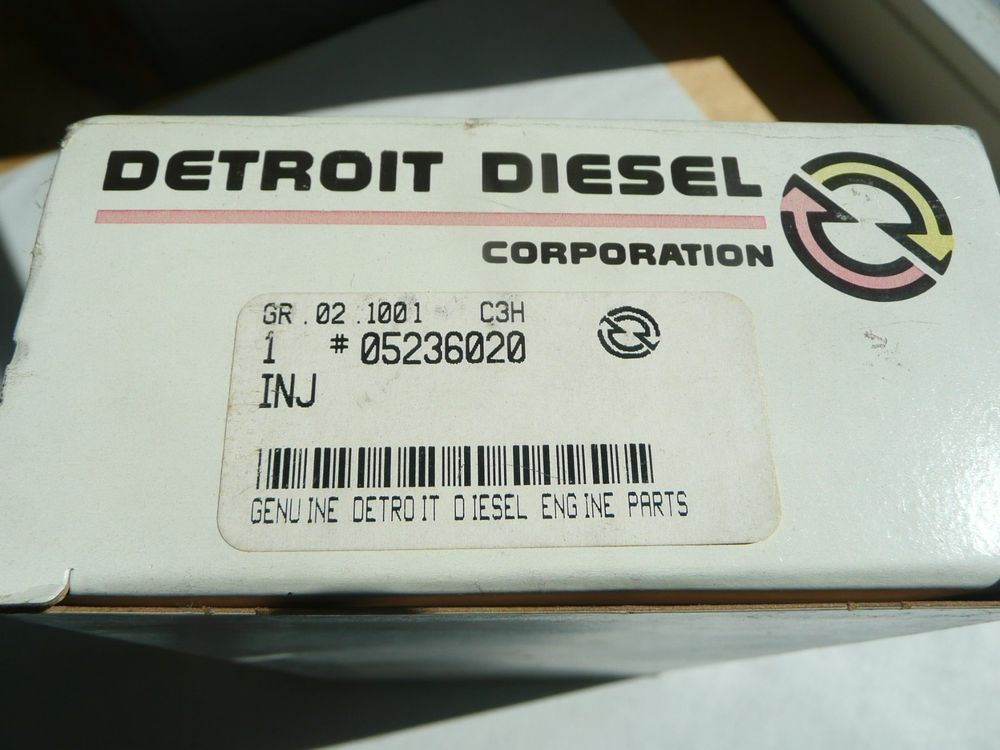 DETROIT DIESEL
CORPORATION
GR.02.1001 C3H
1 #05236020
INJ
GENUINE DETROIT DIESEL ENGINE PARTS